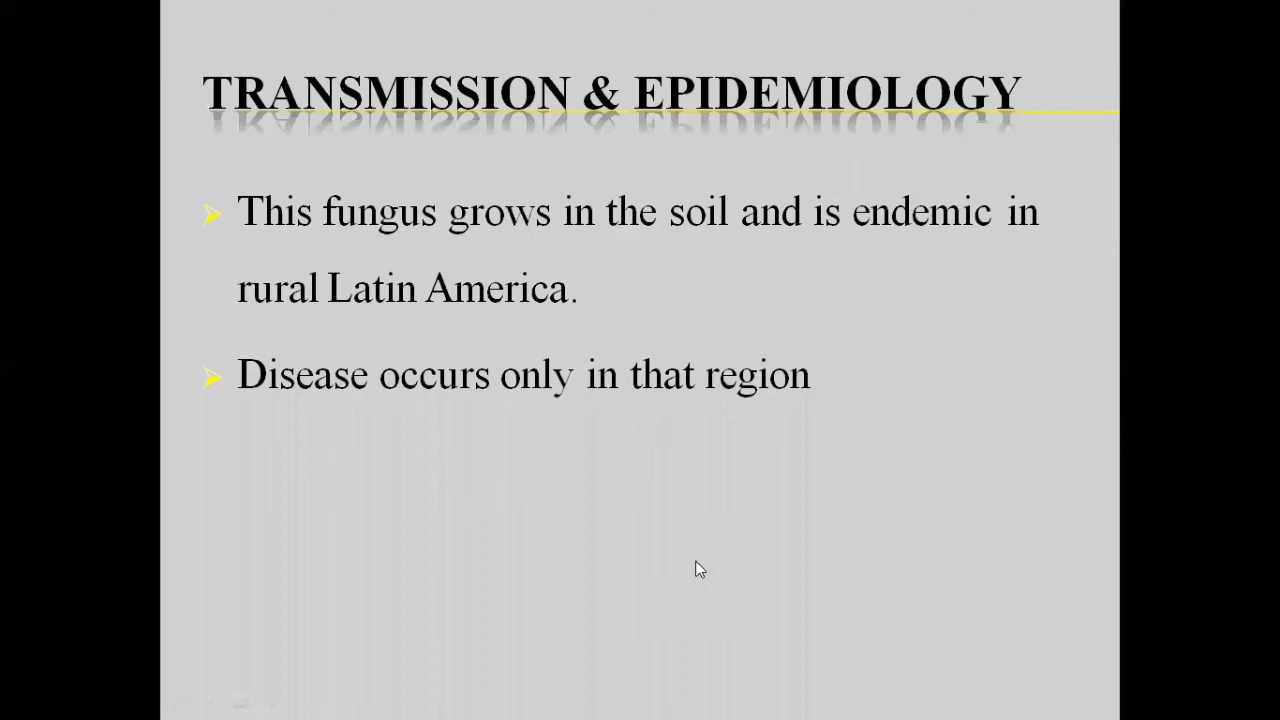 TRANSMISSION & EPIDEMIOLOGY
This fungus grows in the soil and is endemic in
rural Latin America.
Disease occurs only in that region